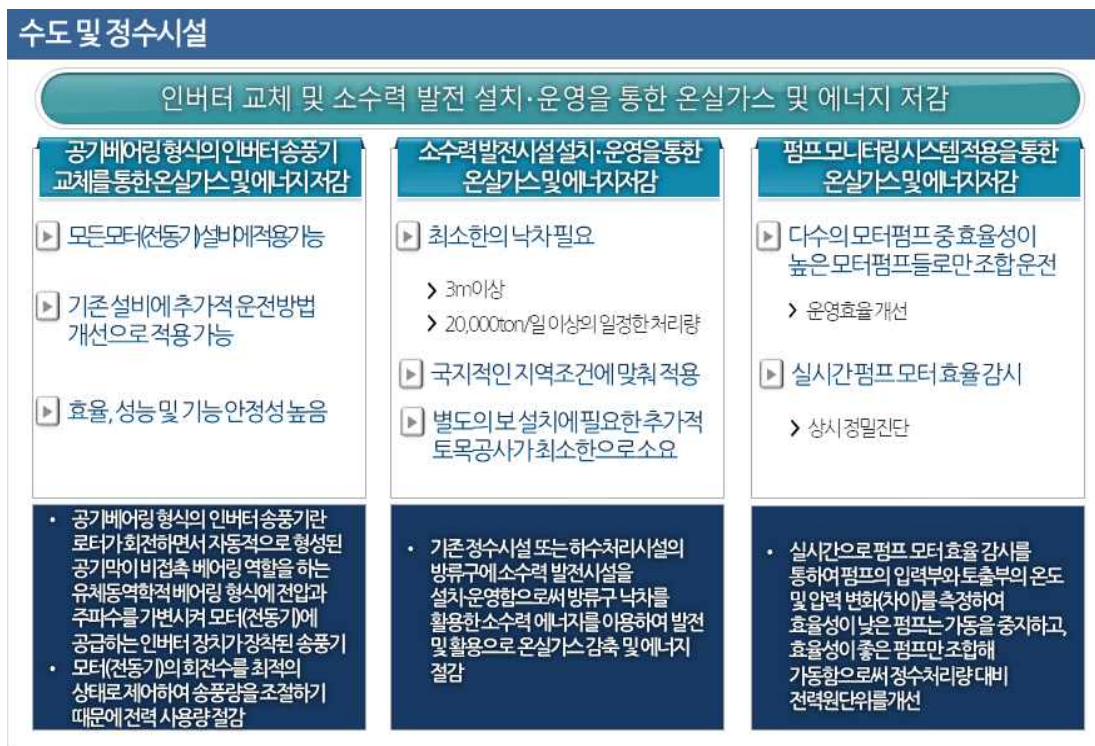 수도 및 정수시설
인버터 교체 및 소수력 발전 설치·운영을 통한 온실가스 및 에너지 저감
공기베어링 형식의 인버터 송풍기
교체를 통한 온실가스 및 에너지 저감
모든 모터(전동기)설비에 적용가능
기존 설비에 추가적 운전방법
개선으로 적용 가능
효율, 성능 및 기능 안정성 높음
공기베어링 형식의 인버터 송풍기란
로터가 회전하면서 자동적으로 형성된
공기막이 비접촉 베어링 역할을 하는
유체동역학적 베어링 형식에 전압과
주파수를 가변시켜 모터(전동기)에
공급하는 인버터 장치가 장착된 송풍기
모터(전동기)의 회전수를 최적의
상태로 제어하여 송풍량을 조절하기
때문에 전력 사용량 절감
소수력 발전시설 설치·운영을 통한
온실가스 및 에너지 저감
최소한의 낙차 필요
3m이상
20,000ton/일 이상의 일정한 처리량
국지적인 지역조건에 맞춰 적용
별도의 보 설치에 필요한 추가적
토목공사가 최소한으로 소요
기존 정수시설 또는 하수처리시설의
방류구에 소수력 발전시설을
설치·운영함으로써 방류구 낙차를
활용한 소수력 에너지를 이용하여 발전
및 활용으로 온실가스 감축 및 에너지
절감
펌프 모니터링 시스템 적용을 통한
온실가스 및 에너지 저감
다수의 모터펌프 중 효율성이
높은 모터펌프들로만 조합 운전
운영효율 개선
실시간 펌프 모터 효율 감시
상시 정밀진단
실시간으로 펌프 모터 효율 감시를
통하여 펌프의 입력부와 토출부의 온도
및 압력 변화(차이)를 측정하여
효율성이 낮은 펌프는 가동을 중지하고,
효율성이 좋은 펌프만 조합해
가동함으로써 정수처리량 대비
전력원단위를 개선